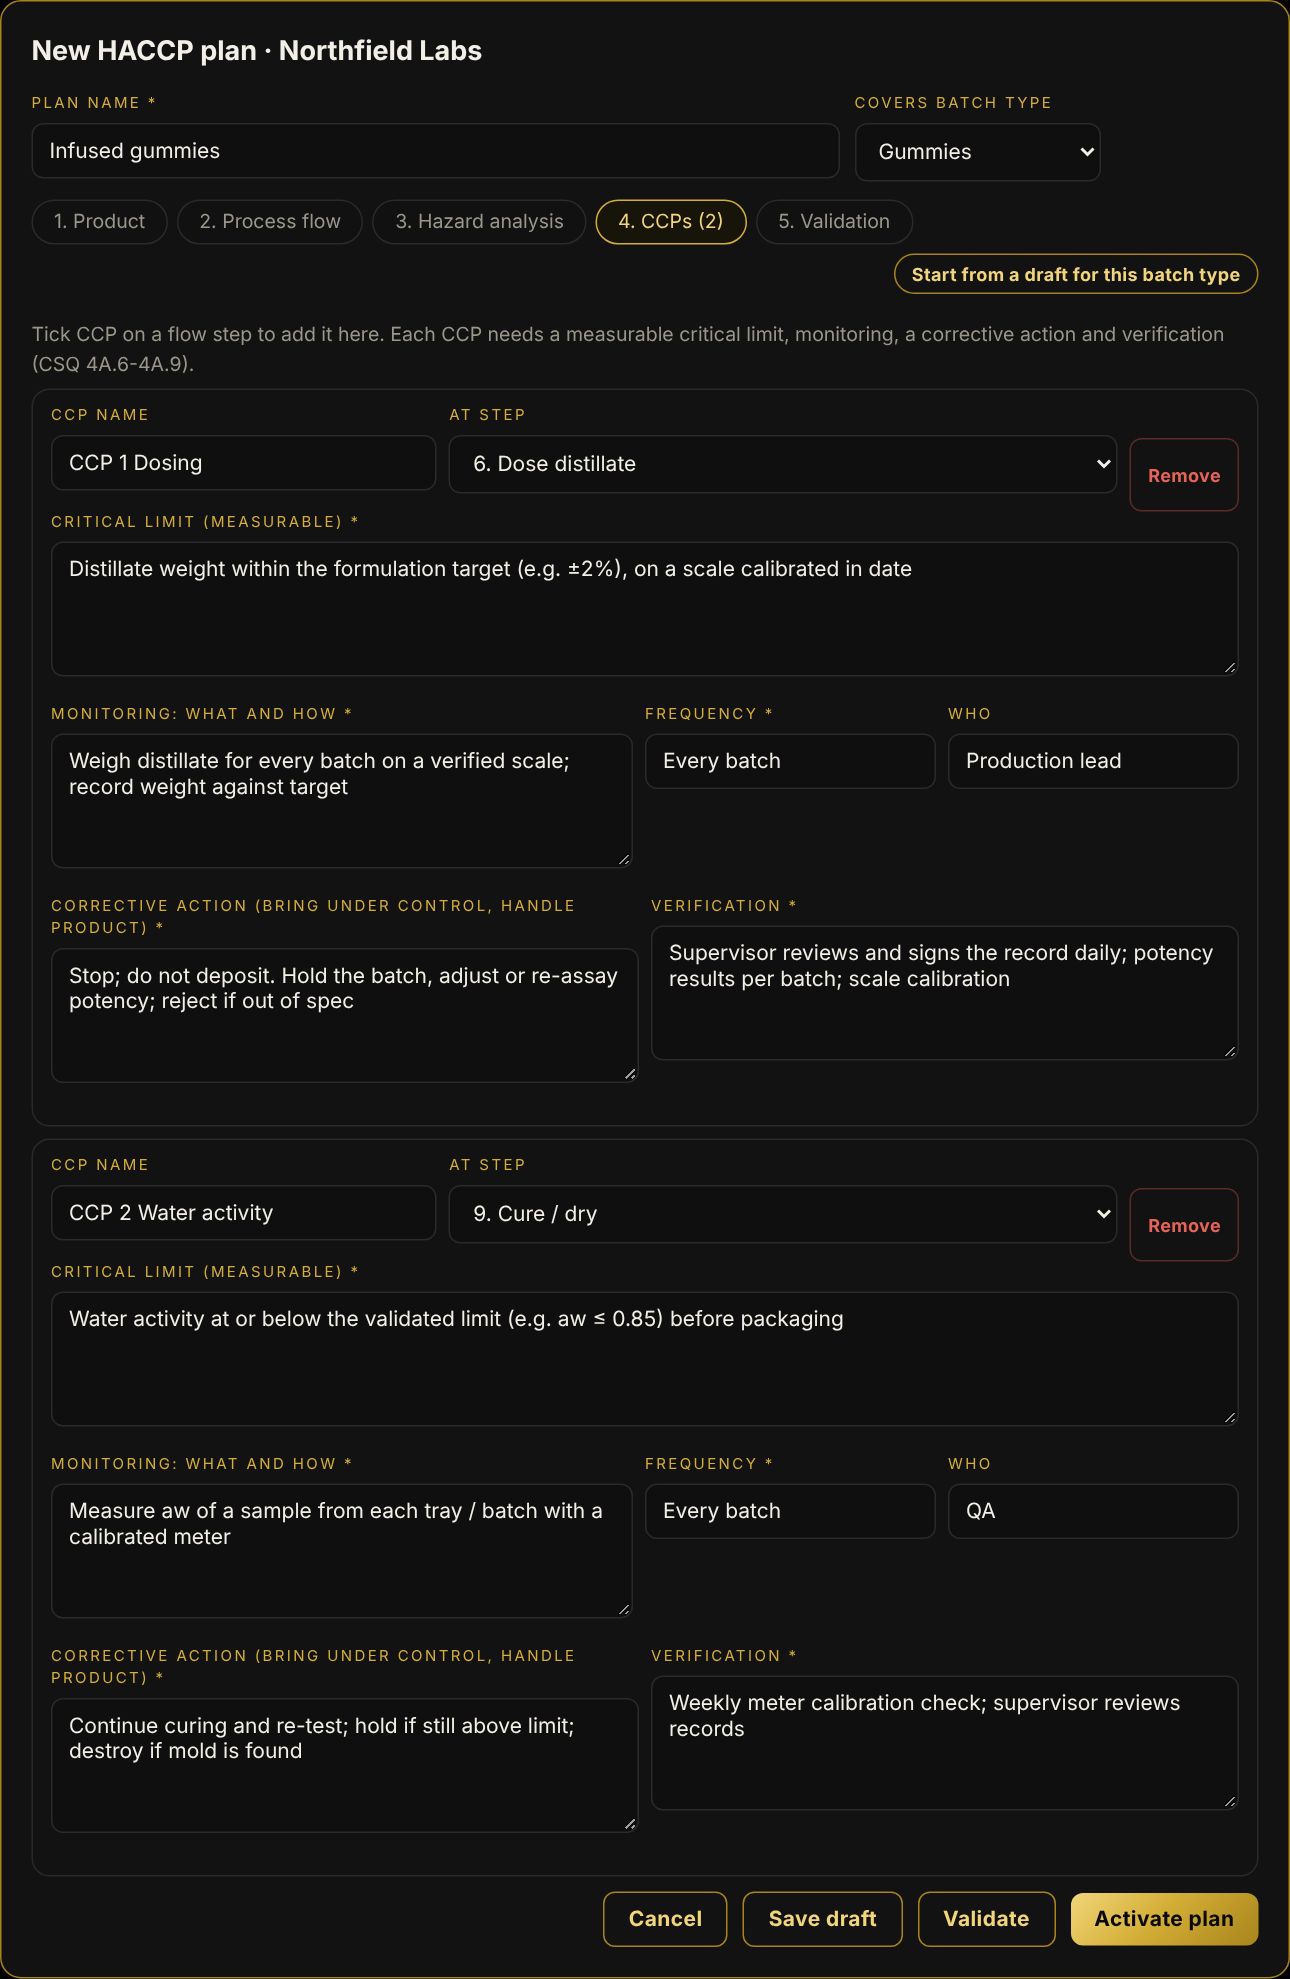 New HACCP plan · Northfield Labs
PLAN NAME *
COVERS BATCH TYPE
Infused gummies
Gummies
1. Product
2. Process flow
3. Hazard analysis
4. CCPs (2)
5. Validation
Start from a draft for this batch type
Tick CCP on a flow step to add it here. Each CCP needs a measurable critical limit, monitoring, a corrective action and verification
(CSQ 4A.6-4A.9).
CCP NAME
AT STEP
CCP 1 Dosing
6. Dose distillate
Remove
CRITICAL LIMIT (MEASURABLE) *
Distillate weight within the formulation target (e.g. ±2%), on a scale calibrated in date
MONITORING: WHAT AND HOW *
FREQUENCY *
WHO
Weigh distillate for every batch on a verified scale;
record weight against target
Every batch
Production lead
CORRECTIVE ACTION (BRING UNDER CONTROL, HANDLE
PRODUCT) *
VERIFICATION *
Stop; do not deposit. Hold the batch, adjust or re-assay
potency; reject if out of spec
Supervisor reviews and signs the record daily; potency
results per batch; scale calibration
CCP NAME
AT STEP
CCP 2 Water activity
9. Cure / dry
Remove
CRITICAL LIMIT (MEASURABLE) *
Water activity at or below the validated limit (e.g. aw ≤ 0.85) before packaging
MONITORING: WHAT AND HOW *
FREQUENCY *
WHO
Measure aw of a sample from each tray / batch with a
calibrated meter
Every batch
QA
CORRECTIVE ACTION (BRING UNDER CONTROL, HANDLE
PRODUCT) *
VERIFICATION *
Continue curing and re-test; hold if still above limit;
destroy if mold is found
Weekly meter calibration check; supervisor reviews
records
Cancel
Save draft
Validate
Activate plan